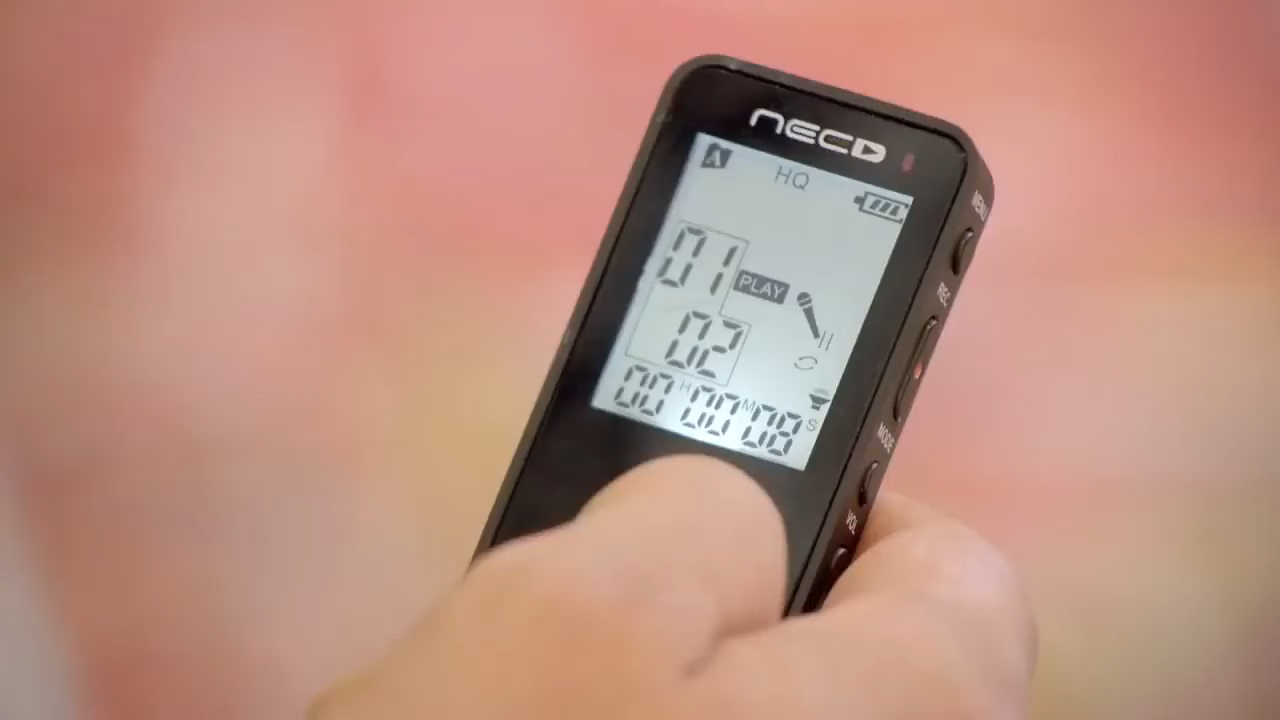 NECD
A
HQ
01
PLAY
02
00 H 00 M 08 S
MENU
REC
MODE
VOL